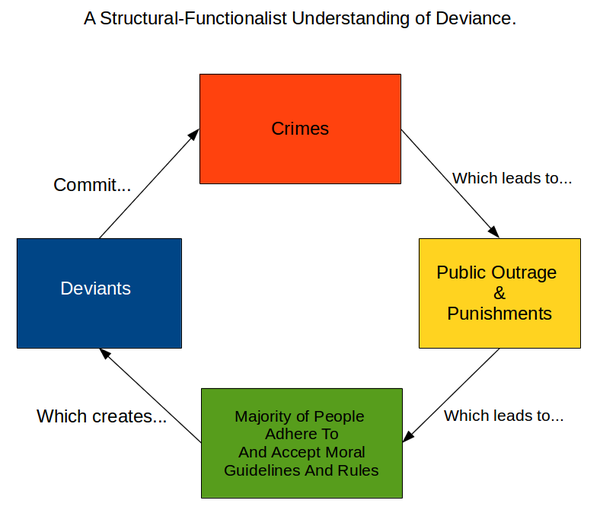 A Structural-Functionalist Understanding of Deviance.
Crimes
Commit...
Which leads to...
Deviants
Public Outrage
&
Punishments
Which creates...
Majority of People
Adhere To
And Accept Moral
Guidelines And Rules
Which leads to...